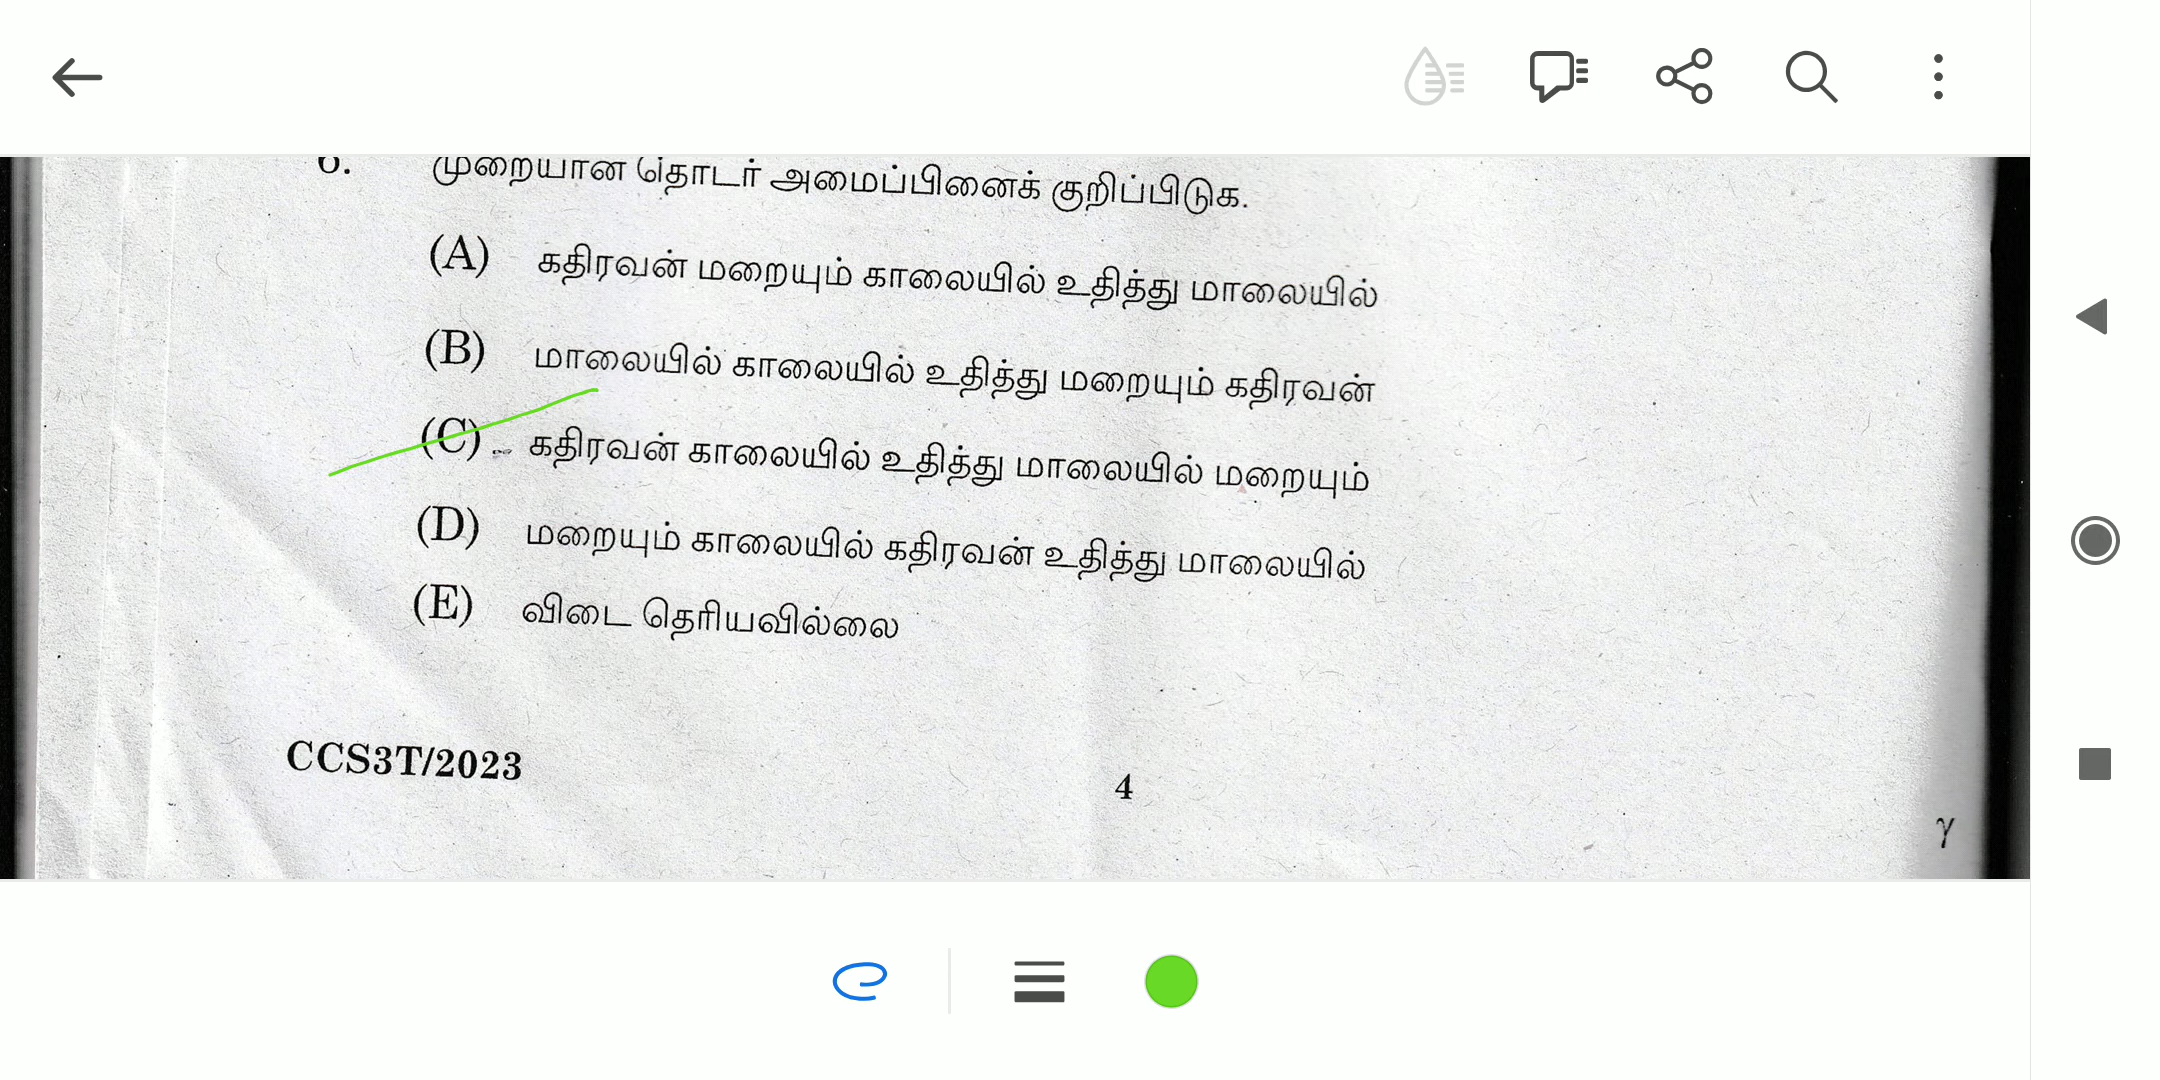 6. முறையான தொடர் அமைப்பினைக் குறிப்பிடுக.
(A) கதிரவன் மறையும் காலையில் உதித்து மாலையில்
(B) மாலையில் காலையில் உதித்து மறையும் கதிரவன்
(C) கதிரவன் காலையில் உதித்து மாலையில் மறையும்
(D) மறையும் காலையில் கதிரவன் உதித்து மாலையில்
(E) விடை தெரியவில்லை
CCS3T/2023
4
γ